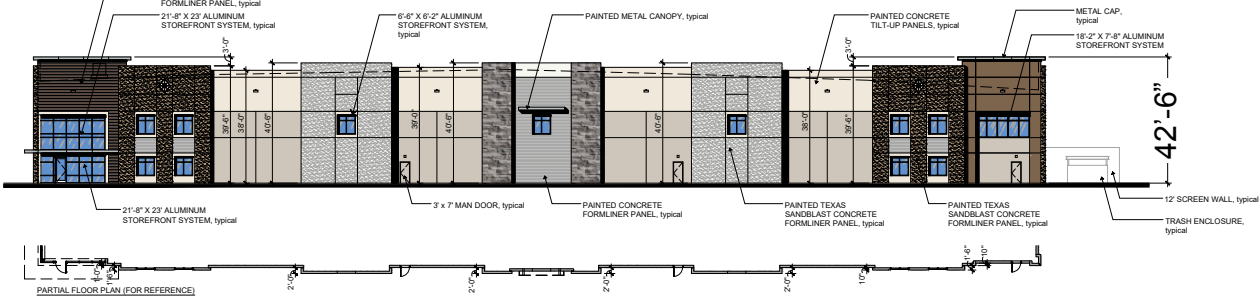 FORMLINER PANEL, typical
21'-8" X 23' ALUMINUM
STOREFRONT SYSTEM, typical
6'-6" X 6'-2" ALUMINUM
STOREFRONT SYSTEM,
typical
PAINTED METAL CANOPY, typical
PAINTED CONCRETE
TILT-UP PANELS, typical
METAL CAP,
typical
18'-2" X 7'-8" ALUMINUM
STOREFRONT SYSTEM
3'-0"
3'-0"
39'-6"
38'-0"
40'-6"
39'-0"
40'-6"
40'-6"
38'-0"
39'-6"
42'-6"
21'-8" X 23' ALUMINUM
STOREFRONT SYSTEM, typical
3' x 7' MAN DOOR, typical
PAINTED CONCRETE
FORMLINER PANEL, typical
PAINTED TEXAS
SANDBLAST CONCRETE
FORMLINER PANEL, typical
PAINTED TEXAS
SANDBLAST CONCRETE
FORMLINER PANEL, typical
12' SCREEN WALL, typical
TRASH ENCLOSURE,
typical
1'-6"
2'-0"
2'-0"
2'-0"
2'-0"
10"
1'-6"
10"
PARTIAL FLOOR PLAN (FOR REFERENCE)